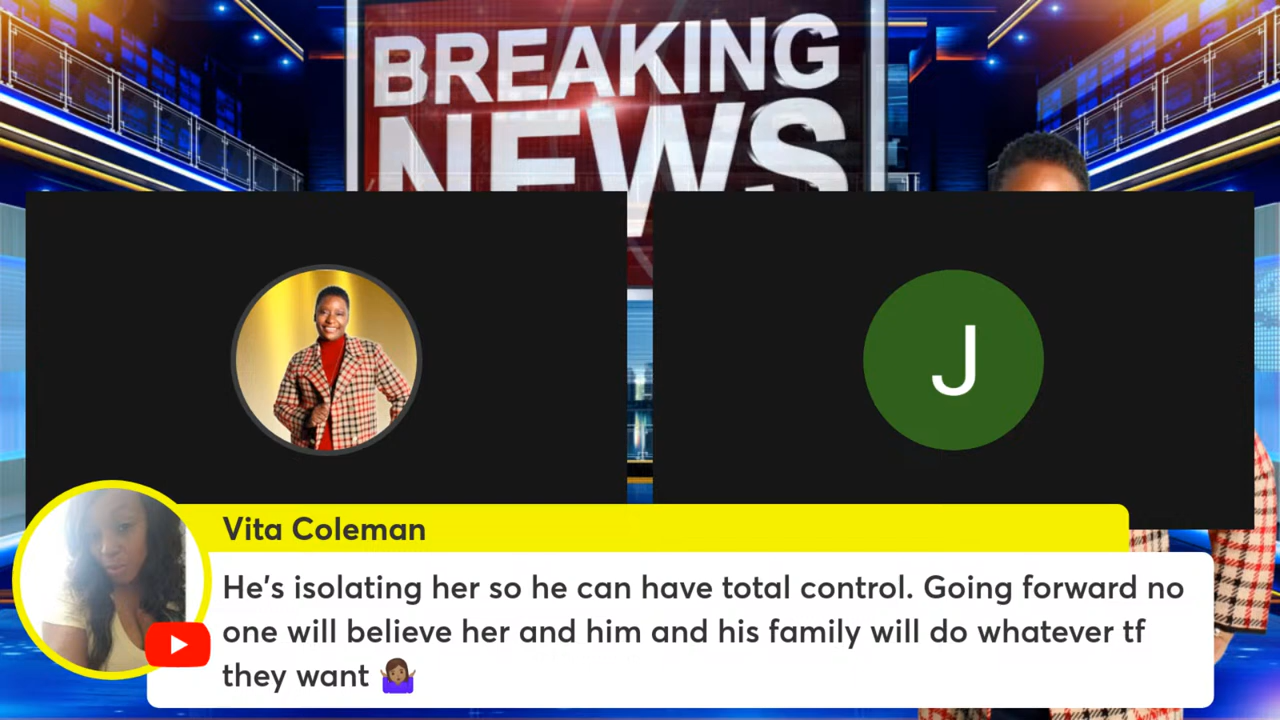 BREAKING
NEWS
J
Vita Coleman
He's isolating her so he can have total control. Going forward no
one will believe her and him and his family will do whatever tf
they want 🤷🏽‍♀️